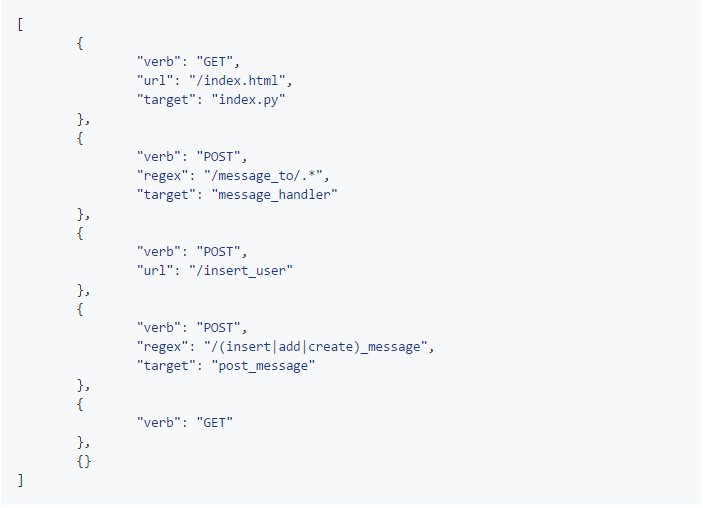 [
	{
		"verb": "GET",
		"url": "/index.html",
		"target": "index.py"
	},
	{
		"verb": "POST",
		"regex": "/message_to/.*",
		"target": "message_handler"
	},
	{
		"verb": "POST",
		"url": "/insert_user"
	},
	{
		"verb": "POST",
		"regex": "/(insert|add|create)_message",
		"target": "post_message"
	},
	{
		"verb": "GET"
	},
	{}
]